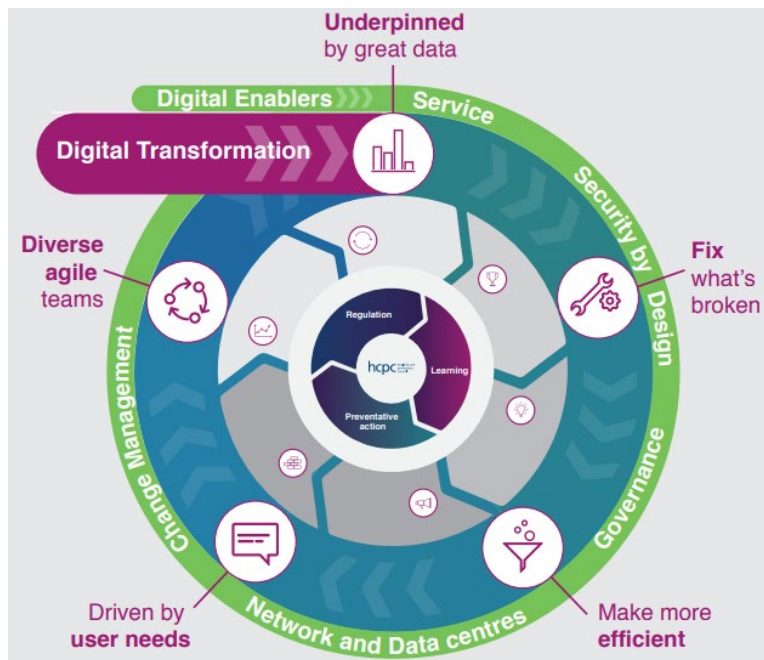 Underpinned
by great data
Digital Enablers
Service
Digital Transformation
Security by Design
Diverse
agile
teams
Fix
what's
broken
Regulation
hcpc
Learning
Preventative
action
Change Management
Governance
Driven by
user needs
Network and Data centres
Make more
efficient